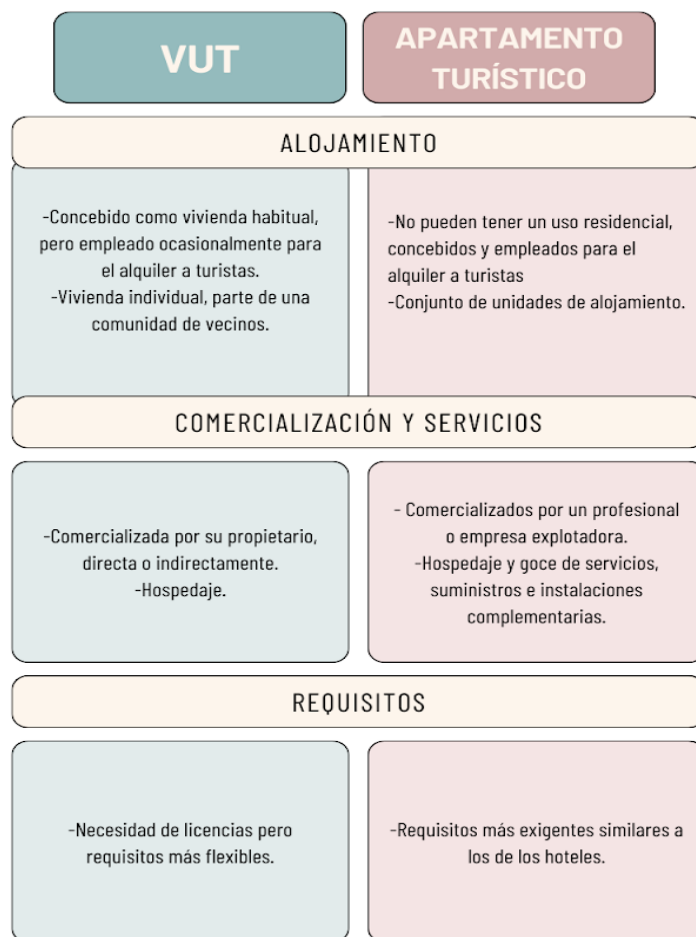 VUT
APARTAMENTO
TURÍSTICO
ALOJAMIENTO
-Concebido como vivienda habitual,
pero empleado ocasionalmente para
el alquiler a turistas.
-Vivienda individual, parte de una
comunidad de vecinos.
-No pueden tener un uso residencial,
concebidos y empleados para el
alquiler a turistas
-Conjunto de unidades de alojamiento.
COMERCIALIZACIÓN Y SERVICIOS
-Comercializada por su propietario,
directa o indirectamente.
-Hospedaje.
- Comercializados por un profesional
o empresa explotadora.
-Hospedaje y goce de servicios,
suministros e instalaciones
complementarias.
REQUISITOS
-Necesidad de licencias pero
requisitos más flexibles.
-Requisitos más exigentes similares a
los de los hoteles.